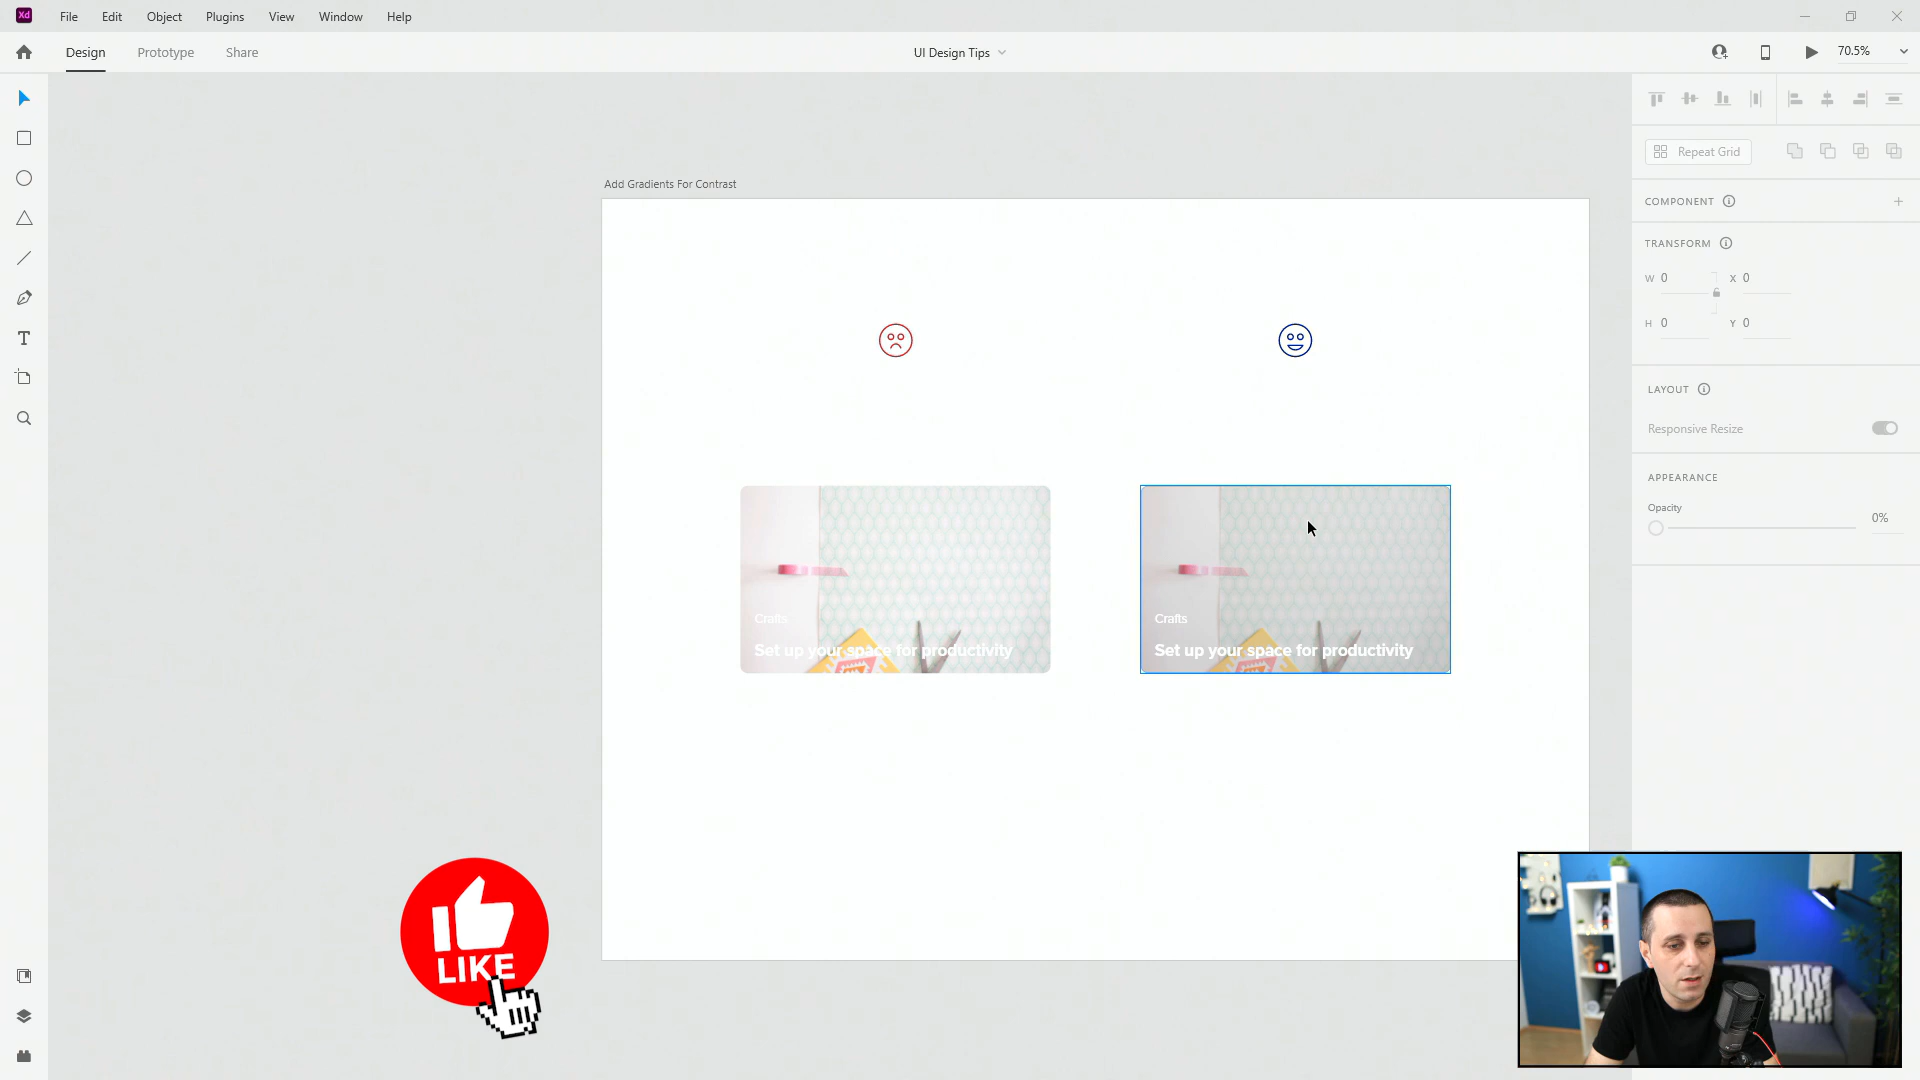 Xd File Edit Object Plugins View Window Help
Design Prototype Share UI Design Tips 70.5%
Add Gradients For Contrast
Repeat Grid
COMPONENT
TRANSFORM
W 0 X 0
H 0 Y 0
LAYOUT
Responsive Resize
APPEARANCE
Opacity
0%
Crafts
Set up your space for productivity
Crafts
Set up your space for productivity
LIKE